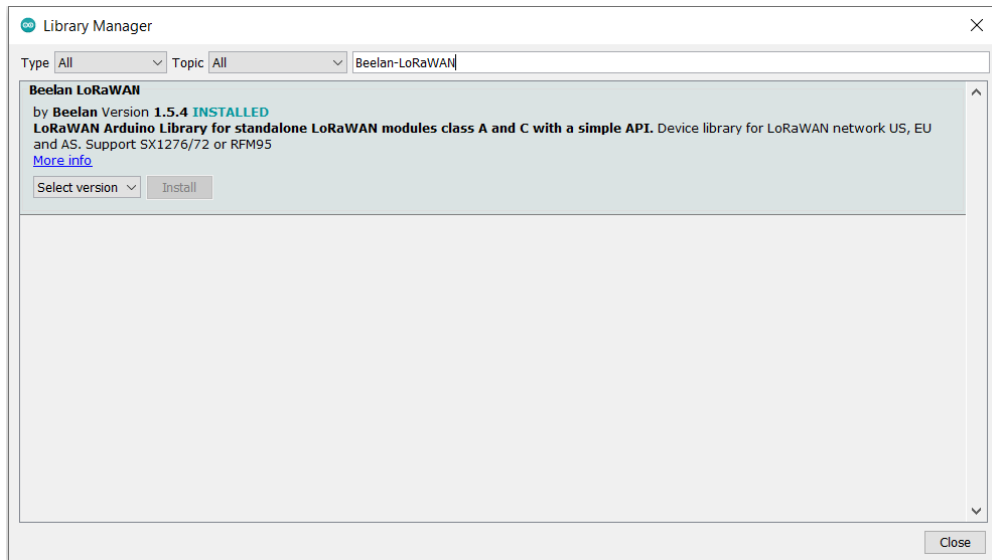 Library Manager
Type All Topic All Beelan-LoRaWAN
Beelan LoRaWAN
by Beelan Version 1.5.4 INSTALLED
LoRaWAN Arduino Library for standalone LoRaWAN modules class A and C with a simple API. Device library for LoRaWAN network US, EU
and AS. Support SX1276/72 or RFM95
More info
Select version Install
Close